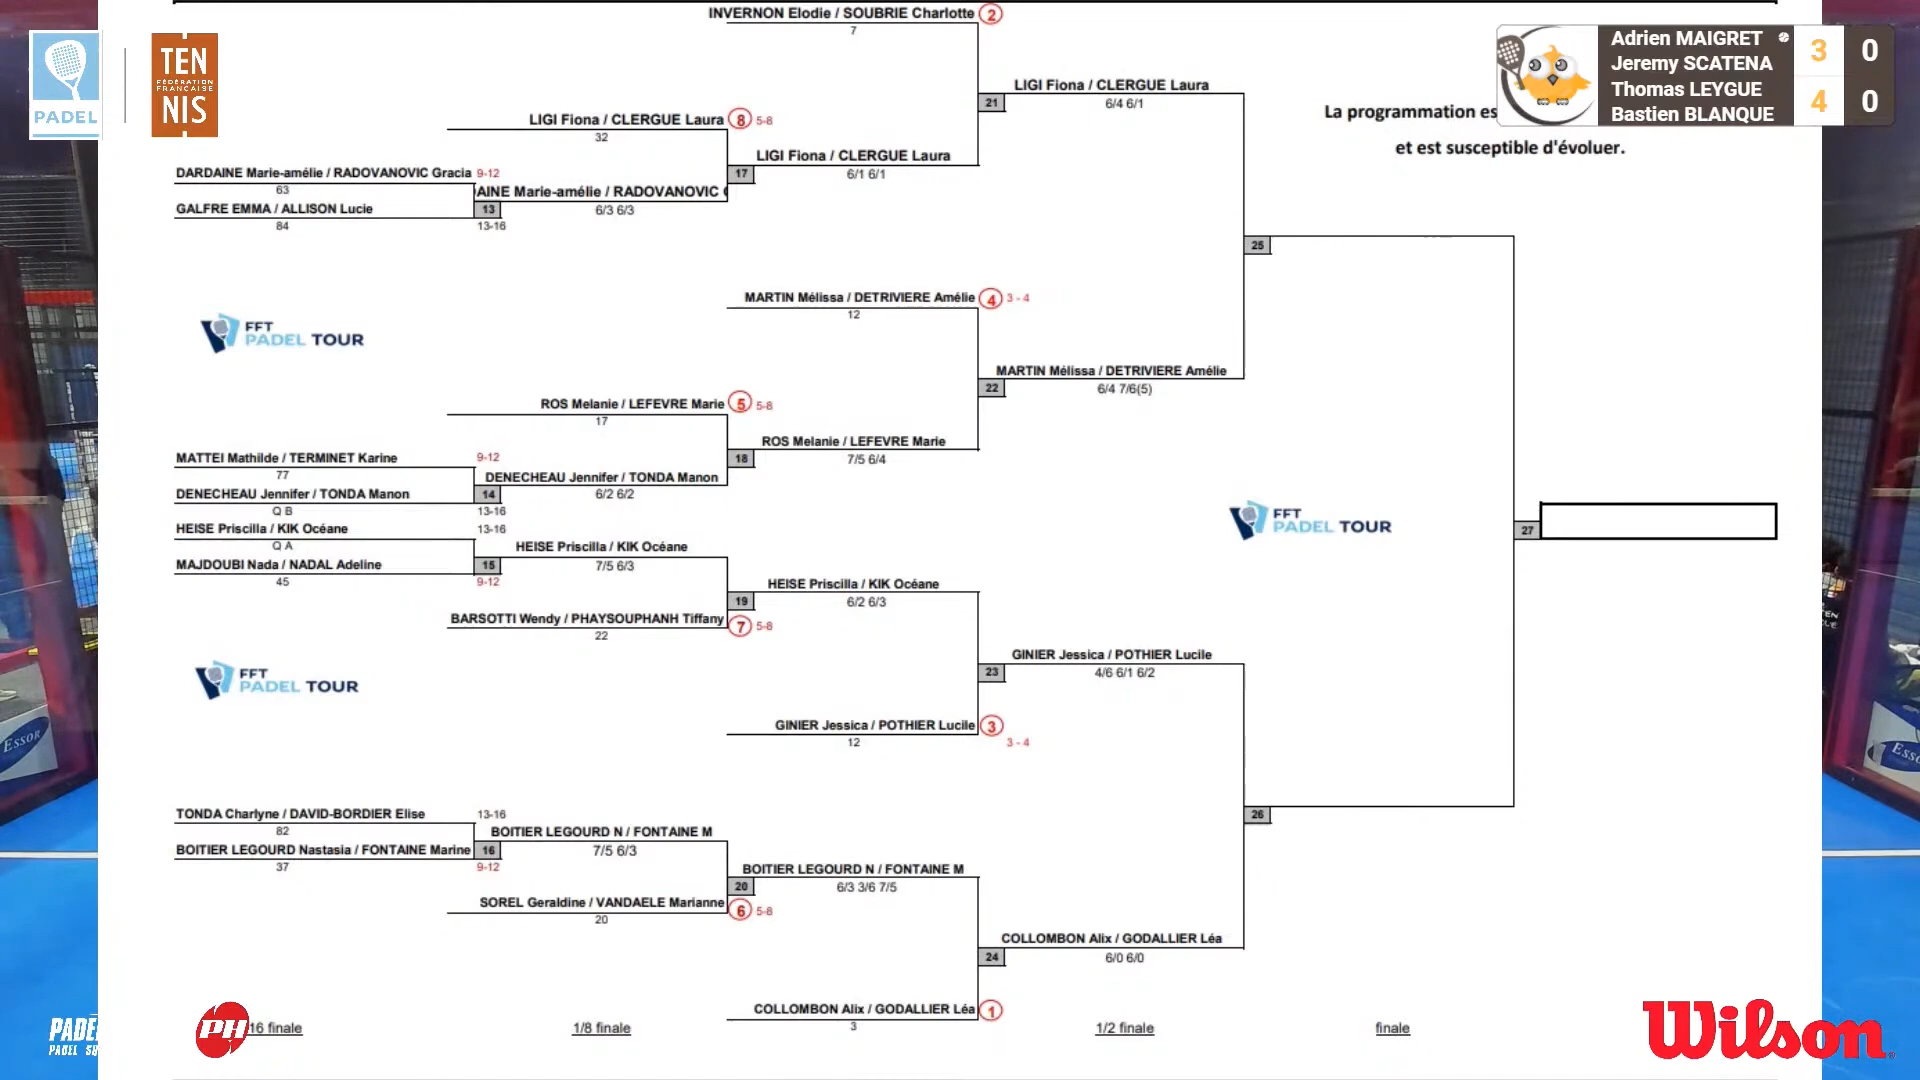 INVERNON Elodie / SOUBRIE Charlotte 2
7
PADEL
TEN
FÉDÉRATION
FRANCAISE
NIS
Adrien MAIGRET 3 0
Jeremy SCATENA
Thomas LEYGUE 4 0
Bastien BLANQUE
LIGI Fiona / CLERGUE Laura
21
6/4 6/1
La programmation es
et est susceptible d'évoluer.
LIGI Fiona / CLERGUE Laura 8 5-8
32
LIGI Fiona / CLERGUE Laura
17
6/1 6/1
DARDAINE Marie-amélie / RADOVANOVIC Gracia 9-12
63
AINE Marie-amélie / RADOVANOVIC
GALFRE EMMA / ALLISON Lucie
13
6/3 6/3
84
13-16
25
MARTIN Mélissa / DETRIVIERE Amélie 4 3 - 4
12
FFT
PADEL TOUR
MARTIN Mélissa / DETRIVIERE Amélie
22
6/4 7/6(5)
ROS Melanie / LEFEVRE Marie 5 5-8
17
ROS Melanie / LEFEVRE Marie
18
7/5 6/4
MATTEI Mathilde / TERMINET Karine 9-12
77
DENECHEAU Jennifer / TONDA Manon
DENECHEAU Jennifer / TONDA Manon
14
6/2 6/2
Q B
13-16
HEISE Priscilla / KIK Océane 13-16
Q A
HEISE Priscilla / KIK Océane
MAJDOUBI Nada / NADAL Adeline
15
7/5 6/3
45
9-12
FFT
PADEL TOUR
27
HEISE Priscilla / KIK Océane
19
6/2 6/3
BARSOTTI Wendy / PHAYSOUPHANH Tiffany 7 5-8
22
GINIER Jessica / POTHIER Lucile
23
4/6 6/1 6/2
FFT
PADEL TOUR
GINIER Jessica / POTHIER Lucile 3
12
3 - 4
Essor
Ess
TONDA Charlyne / DAVID-BORDIER Elise 13-16
82
BOITIER LEGOURD N / FONTAINE M
BOITIER LEGOURD Nastasia / FONTAINE Marine
16
7/5 6/3
37
9-12
26
BOITIER LEGOURD N / FONTAINE M
20
6/3 3/6 7/5
SOREL Geraldine / VANDAELE Marianne 6 5-8
20
COLLOMBON Alix / GODALLIER Léa
24
6/0 6/0
COLLOMBON Alix / GODALLIER Léa 1
3
PADE
PADEL S
PH
16 finale
1/8 finale
1/2 finale
finale
Wilson